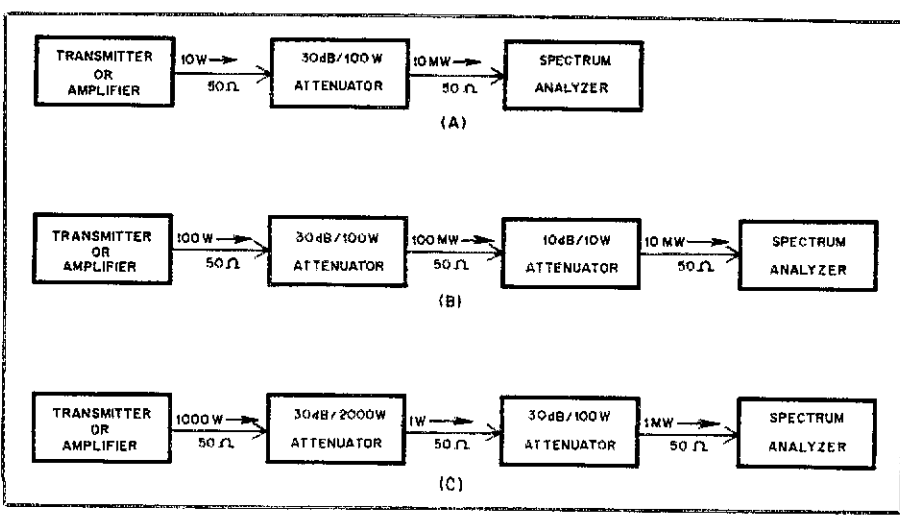 TRANSMITTER OR AMPLIFIER
10W
50Ω
30dB/100W ATTENUATOR
10MW
50Ω
SPECTRUM ANALYZER
(A)
TRANSMITTER OR AMPLIFIER
100W
50Ω
30dB/100W ATTENUATOR
100MW
50Ω
10dB/10W ATTENUATOR
10MW
50Ω
SPECTRUM ANALYZER
(B)
TRANSMITTER OR AMPLIFIER
1000W
50Ω
30dB/2000W ATTENUATOR
1W
50Ω
30dB/100W ATTENUATOR
1MW
50Ω
SPECTRUM ANALYZER
(C)